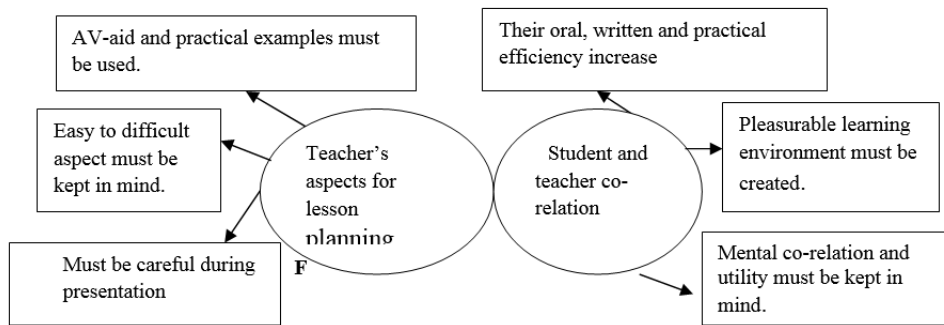 AV-aid and practical examples must
be used.
Their oral, written and practical
efficiency increase
Easy to difficult
aspect must be
kept in mind.
Teacher's
aspects for
lesson
planning
Student and
teacher co-
relation
Pleasurable learning
environment must be
created.
Must be careful during
presentation
F
Mental co-relation and
utility must be kept in
mind.